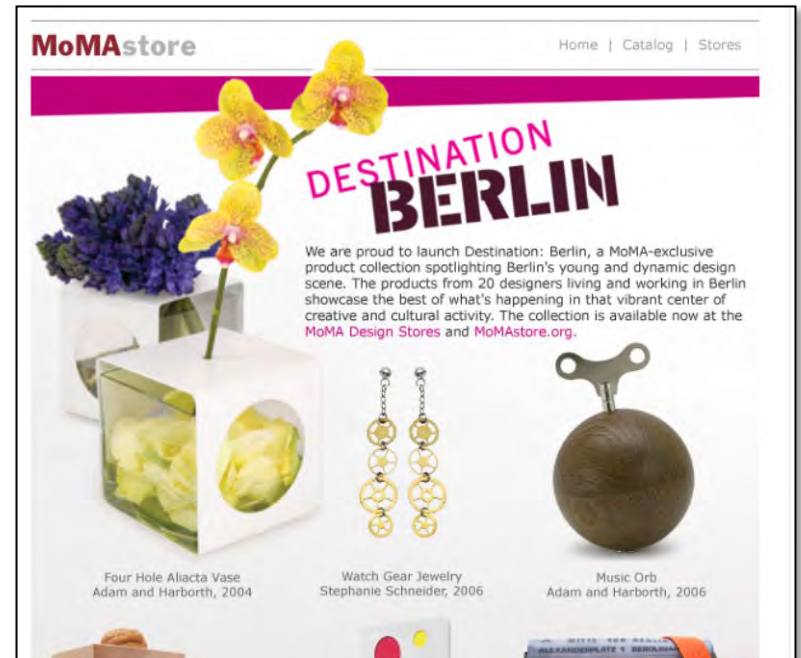 MoMAstore
Home | Catalog | Stores
DESTINATION
BERLIN
We are proud to launch Destination: Berlin, a MoMA-exclusive
product collection spotlighting Berlin's young and dynamic design
scene. The products from 20 designers living and working in Berlin
showcase the best of what's happening in that vibrant center of
creative and cultural activity. The collection is available now at the
MoMA Design Stores and MoMAstore.org.
Four Hole Aliacta Vase
Adam and Harborth, 2004
Watch Gear Jewelry
Stephanie Schneider, 2006
Music Orb
Adam and Harborth, 2006
ALEXANDERPLATZ 1